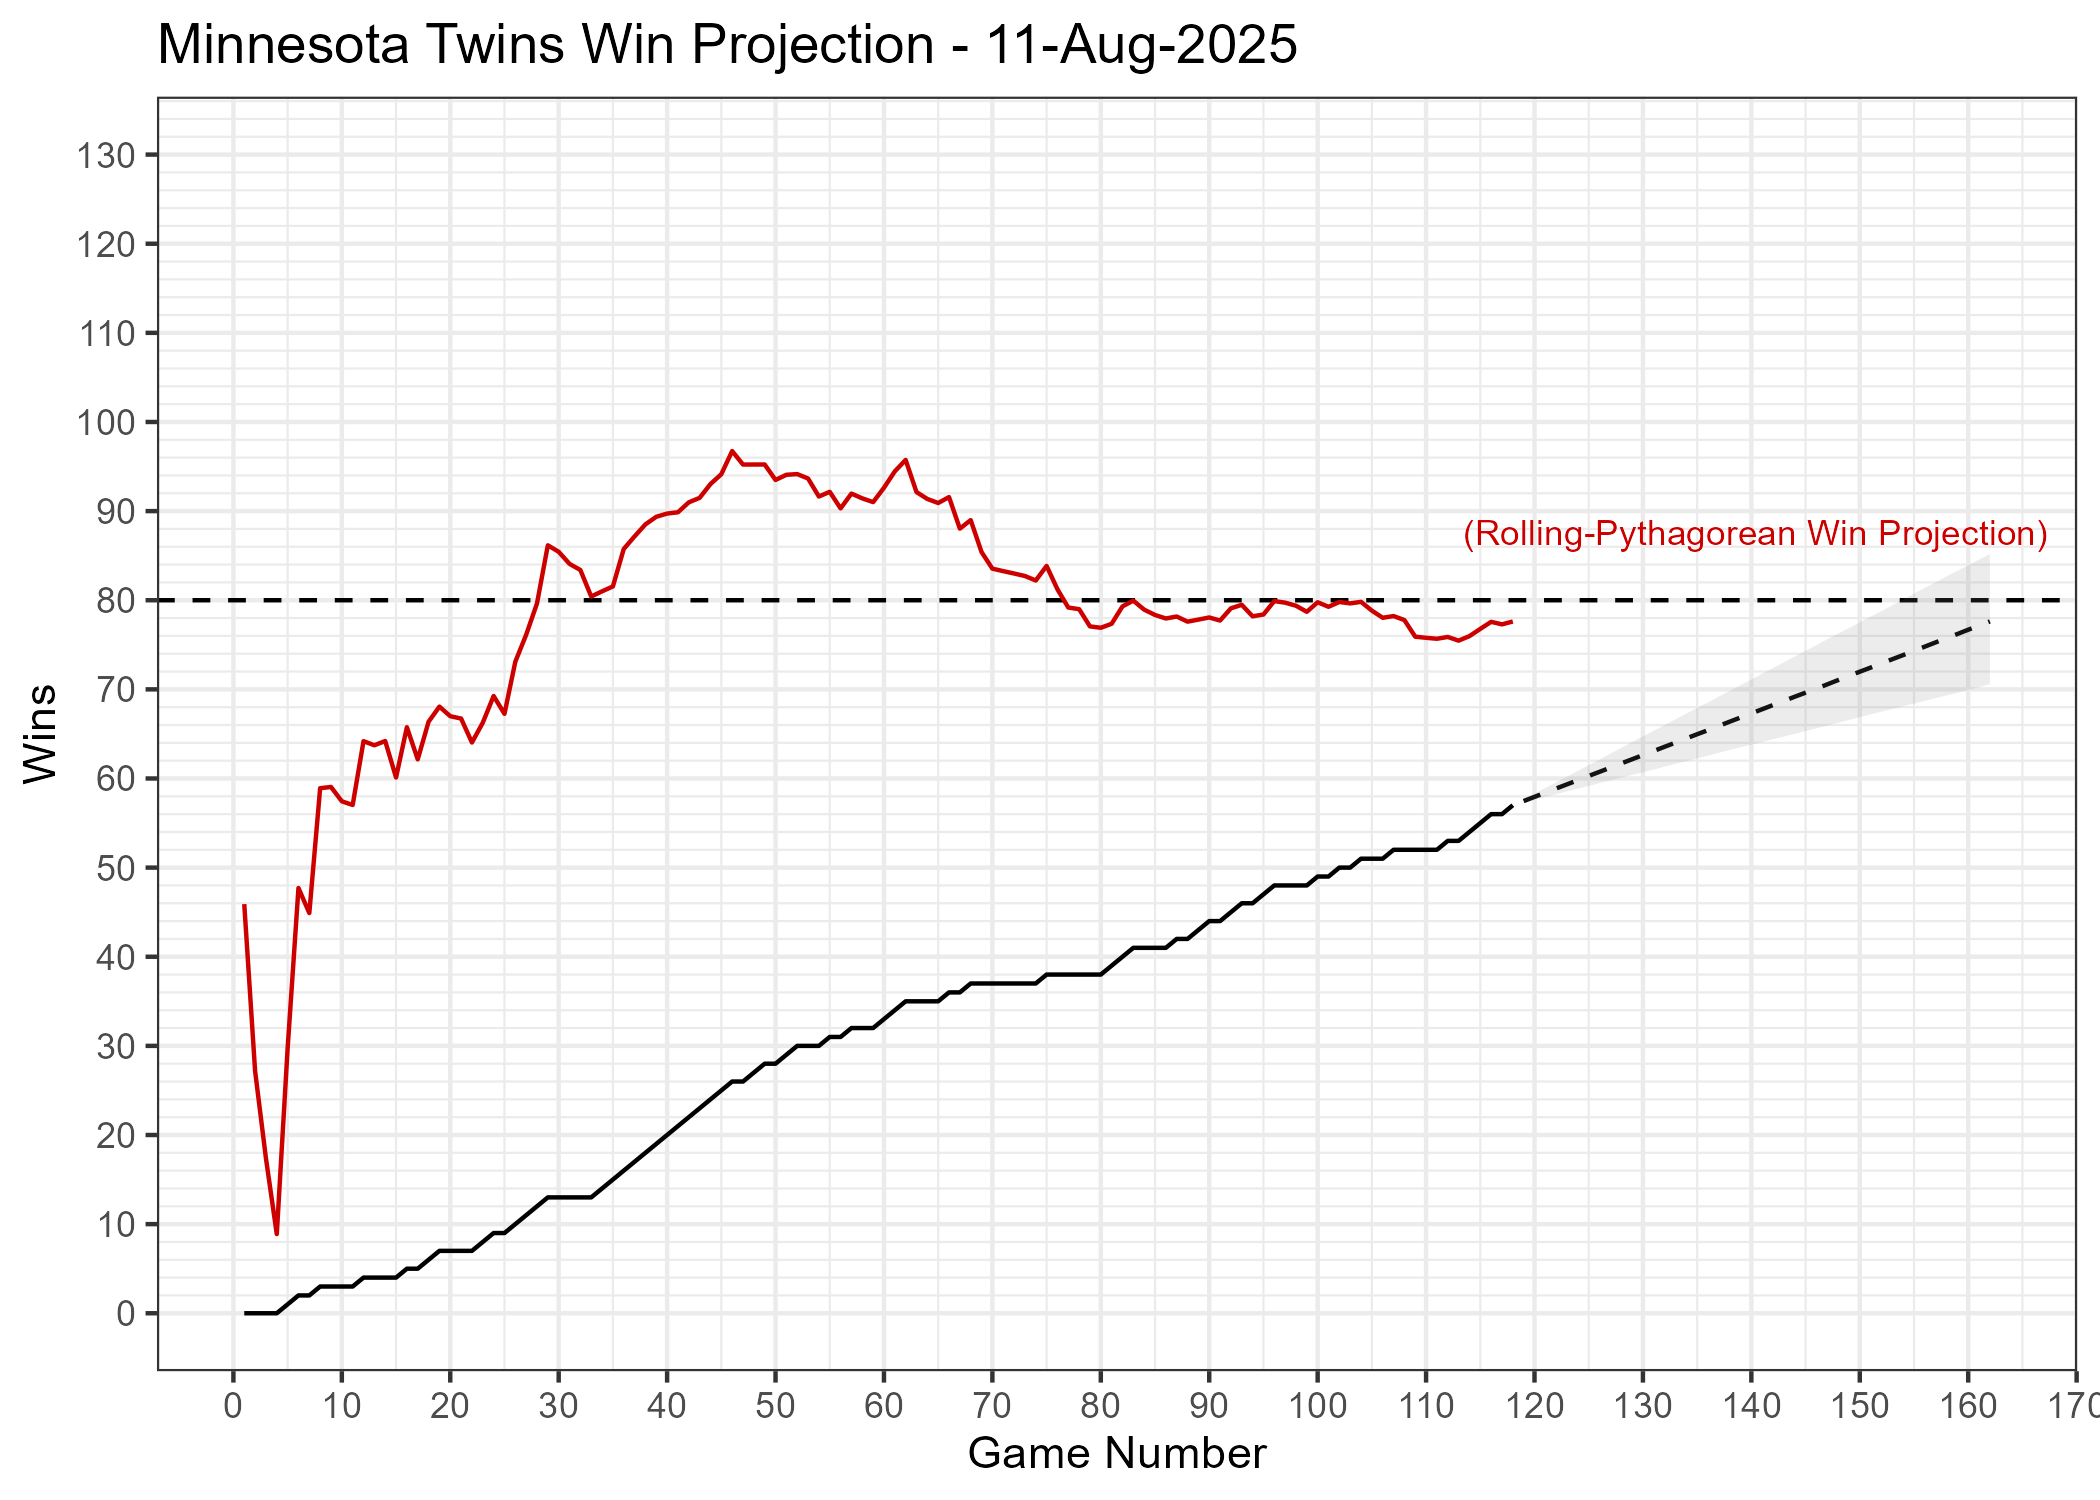 Minnesota Twins Win Projection - 11-Aug-2025
130
120
110
100
90
80
70
60
50
40
30
20
10
0
Wins
(Rolling-Pythagorean Win Projection)
0 10 20 30 40 50 60 70 80 90 100 110 120 130 140 150 160 170
Game Number